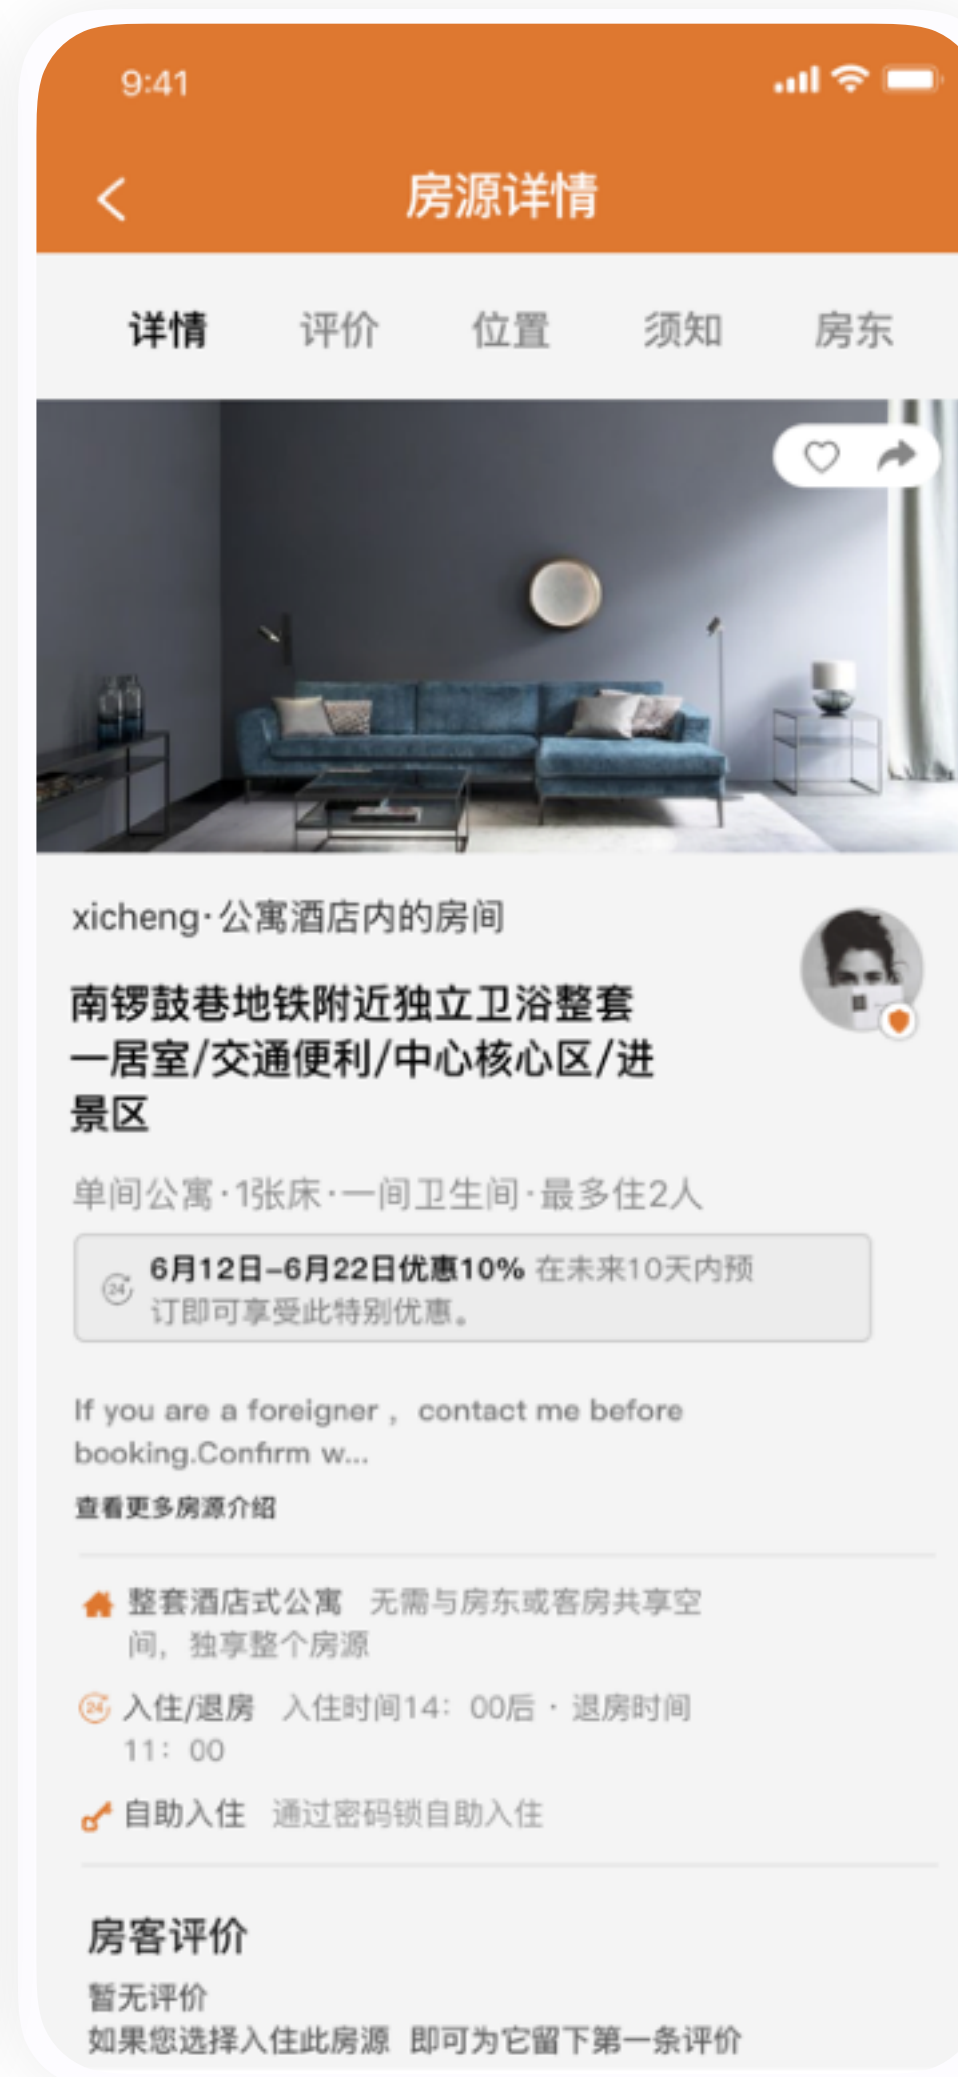 9:41
房源详情
详情 评价 位置 须知 房东
xicheng·公寓酒店内的房间
南锣鼓巷地铁附近独立卫浴整套
一居室/交通便利/中心核心区/进
景区
单间公寓·1张床·一间卫生间·最多住2人
24 6月12日-6月22日优惠10% 在未来10天内预
订即可享受此特别优惠。
If you are a foreigner ，contact me before
booking.Confirm w...
查看更多房源介绍
整套酒店式公寓 无需与房东或客房共享空
间，独享整个房源
24 入住/退房 入住时间14：00后 · 退房时间
11：00
自助入住 通过密码锁自助入住
房客评价
暂无评价
如果您选择入住此房源 即可为它留下第一条评价